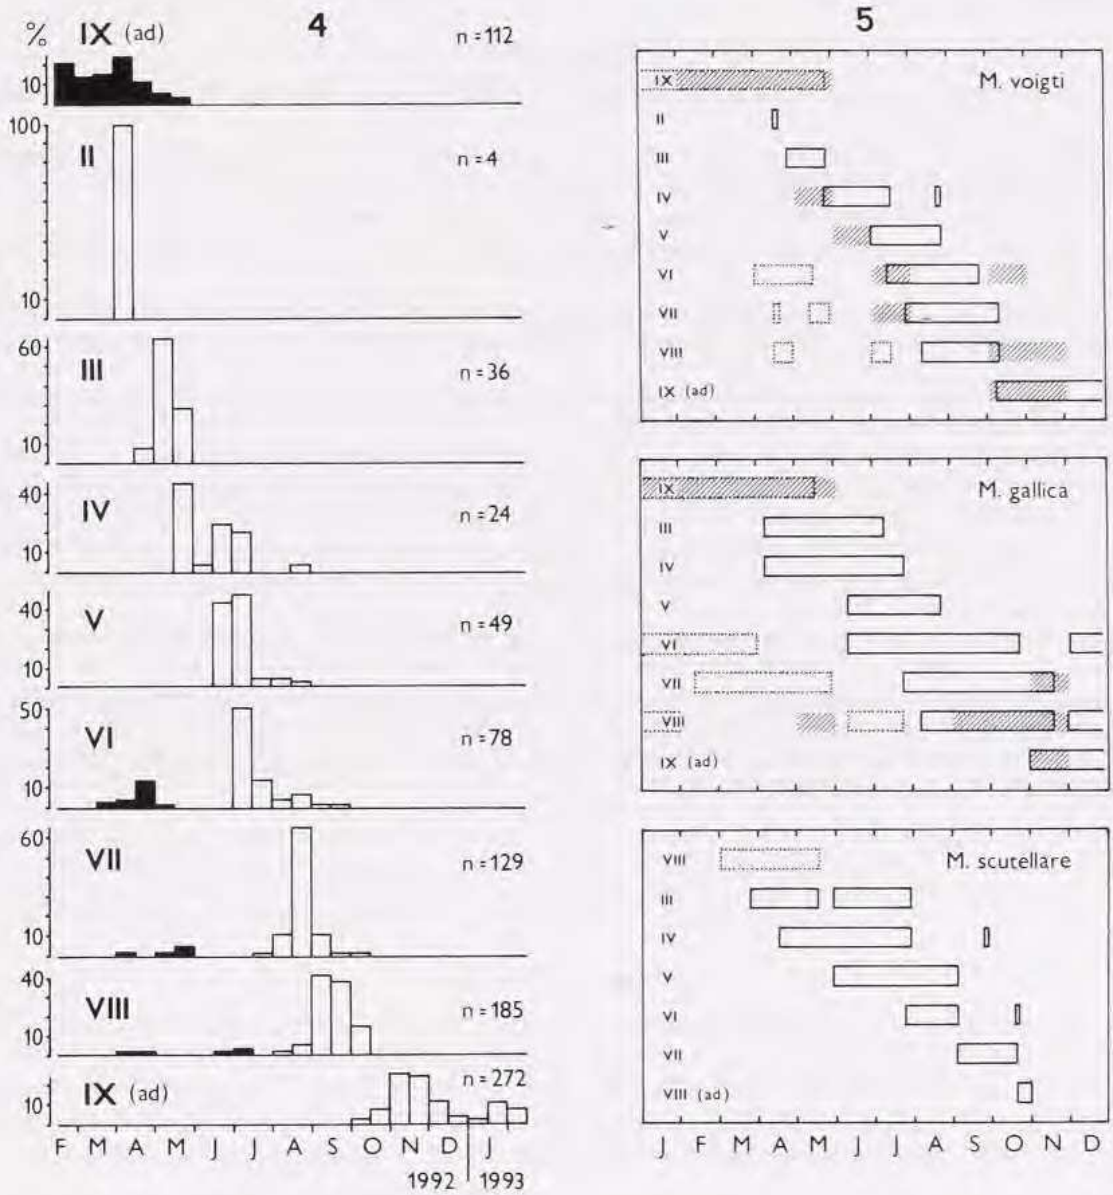 4
% IX (ad) n = 112
10
100
II n = 4
10
60
III n = 36
10
40
IV n = 24
10
40
V n = 49
10
50
VI n = 78
10
60
VII n = 129
10
40
VIII n = 185
10
IX (ad) n = 272
10
F M A M J J A S O N D J
1992 1993
5
IX M. voigti
II
III
IV
V
VI
VII
VIII
IX (ad)
IX M. gallica
III
IV
V
VI
VII
VIII
IX (ad)
VIII M. scutellare
III
IV
V
VI
VII
VIII (ad)
J F M A M J J A S O N D